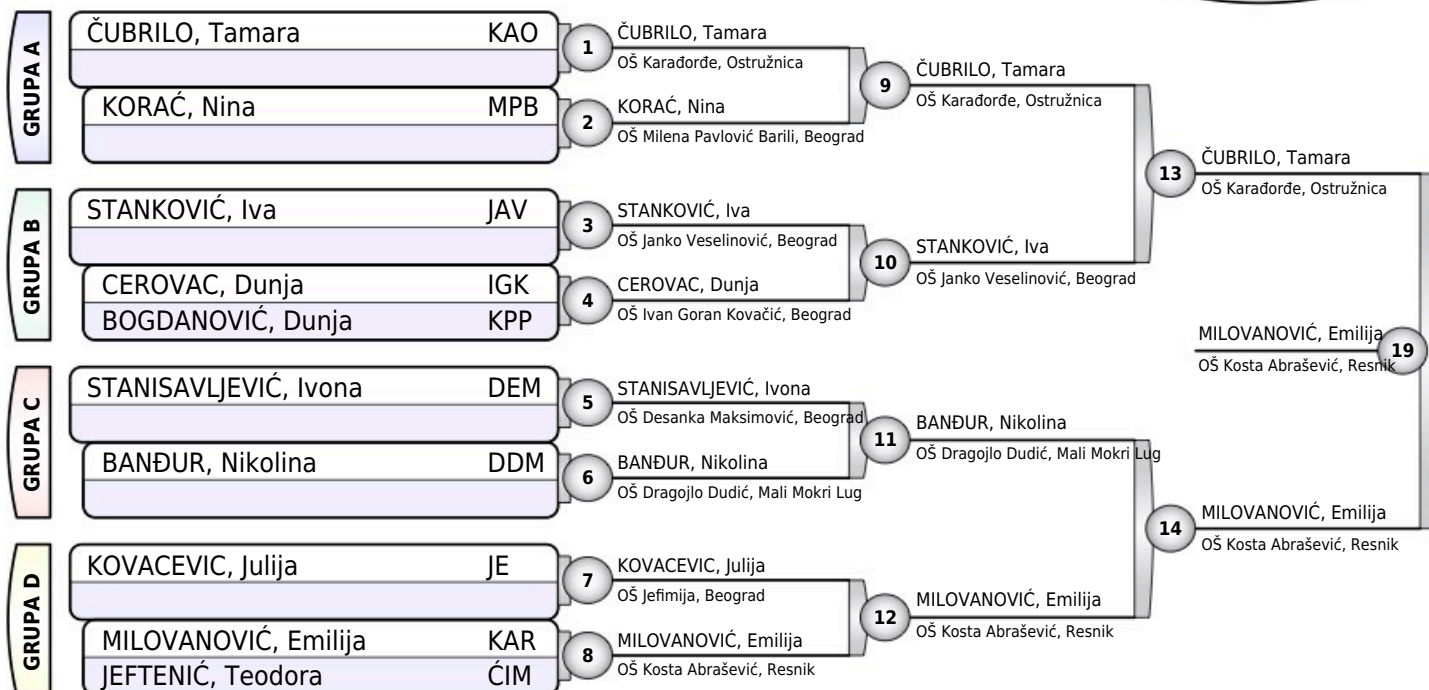 GRUPA A
ČUBRILO, Tamara KAO
KORAĆ, Nina MPB
GRUPA B
STANKOVIĆ, Iva JAV
CEROVAC, Dunja IGK
BOGDANOVIĆ, Dunja KPP
GRUPA C
STANISAVLJEVIĆ, Ivona DEM
BANĐUR, Nikolina DDM
GRUPA D
KOVACEVIC, Julija JE
MILOVANOVIĆ, Emilija KAR
JEFTENIĆ, Teodora ĆIM
1
ČUBRILO, Tamara
OŠ Karađorđe, Ostružnica
2
KORAĆ, Nina
OŠ Milena Pavlović Barili, Beograd
3
STANKOVIĆ, Iva
OŠ Janko Veselinović, Beograd
4
CEROVAC, Dunja
OŠ Ivan Goran Kovačić, Beograd
5
STANISAVLJEVIĆ, Ivona
OŠ Desanka Maksimović, Beograd
6
BANĐUR, Nikolina
OŠ Dragojlo Dudić, Mali Mokri Lug
7
KOVACEVIC, Julija
OŠ Jefimija, Beograd
8
MILOVANOVIĆ, Emilija
OŠ Kosta Abrašević, Resnik
9
ČUBRILO, Tamara
OŠ Karađorđe, Ostružnica
10
STANKOVIĆ, Iva
OŠ Janko Veselinović, Beograd
11
BANĐUR, Nikolina
OŠ Dragojlo Dudić, Mali Mokri Lug
12
MILOVANOVIĆ, Emilija
OŠ Kosta Abrašević, Resnik
13
ČUBRILO, Tamara
OŠ Karađorđe, Ostružnica
14
MILOVANOVIĆ, Emilija
OŠ Kosta Abrašević, Resnik
MILOVANOVIĆ, Emilija
19
OŠ Kosta Abrašević, Resnik